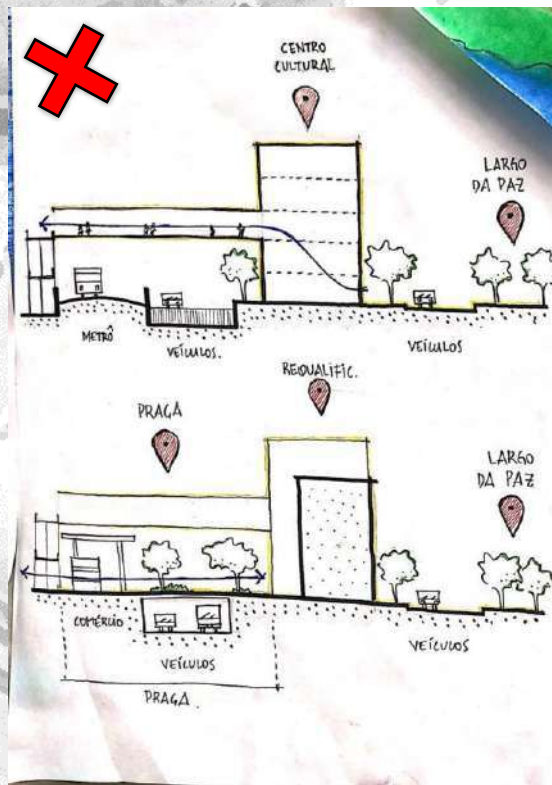 CENTRO
CULTURAL
LARGO
DA PAZ
METRÔ
VEÍCULOS.
VEÍCULOS
REQUALIFIC.
PRAÇA
LARGO
DA PAZ
COMÉRCIO
VEÍCULOS
VEÍCULOS
PRAÇA.